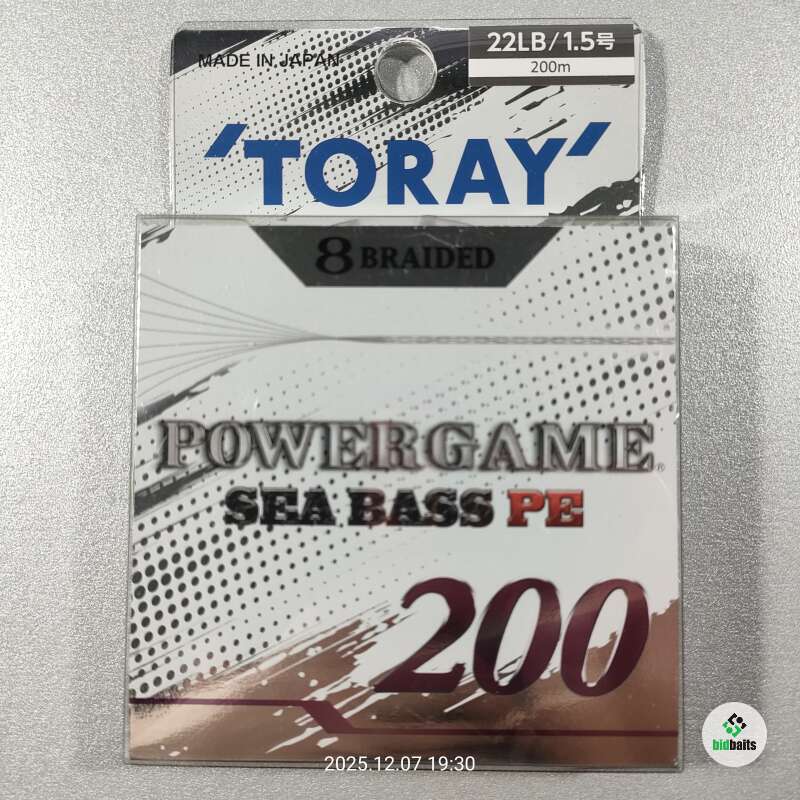 MADE IN JAPAN
22LB/1.5号
200m
'TORAY'
8 BRAIDED
POWERGAME®
SEA BASS PE
200
bidbaits
2025.12.07 19:30